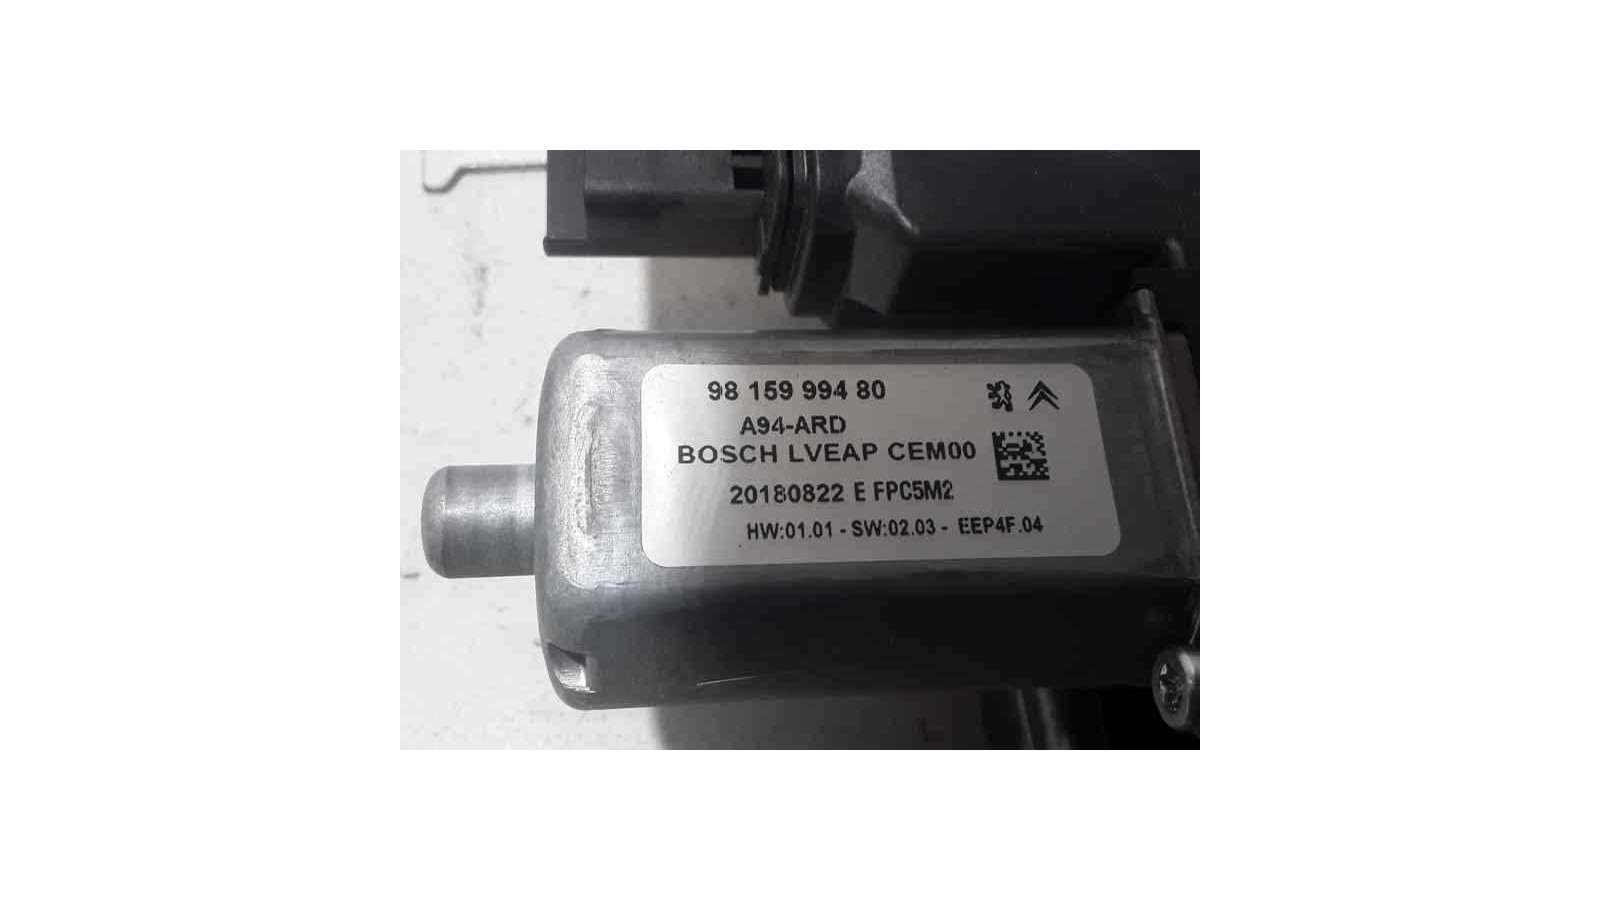 98 159 994 80
A94-ARD
BOSCH LVEAP CEM00
20180822 E FPC5M2
HW:01.01 - SW:02.03 - EEP4F.04